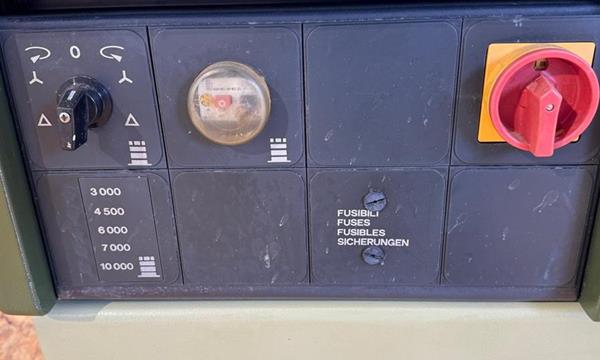 0
3 000
4 500
6 000
7 000
10 000
FUSIBILI
FUSES
FUSIBLES
SICHERUNGEN